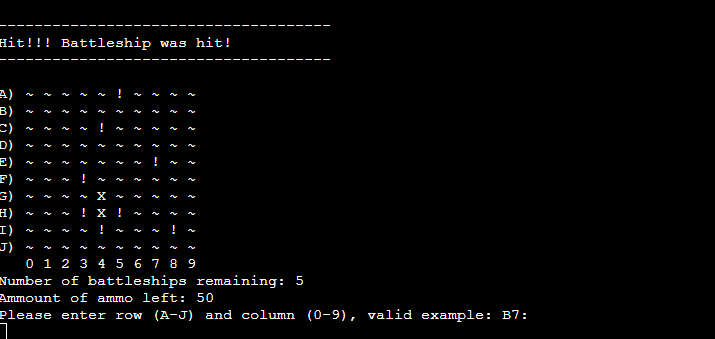 -------------------------------------
Hit!!! Battleship was hit!
-------------------------------------
A) ~ ~ ~ ~ ~ ! ~ ~ ~ ~
B) ~ ~ ~ ~ ~ ~ ~ ~ ~ ~
C) ~ ~ ~ ~ ! ~ ~ ~ ~ ~
D) ~ ~ ~ ~ ~ ~ ~ ~ ~ ~
E) ~ ~ ~ ~ ~ ~ ~ ! ~ ~
F) ~ ~ ~ ! ~ ~ ~ ~ ~ ~
G) ~ ~ ~ ~ X ~ ~ ~ ~ ~
H) ~ ~ ~ ! X ! ~ ~ ~ ~
I) ~ ~ ~ ~ ! ~ ~ ~ ! ~
J) ~ ~ ~ ~ ~ ~ ~ ~ ~ ~
0 1 2 3 4 5 6 7 8 9
Number of battleships remaining: 5
Ammount of ammo left: 50
Please enter row (A-J) and column (0-9), valid example: B7: